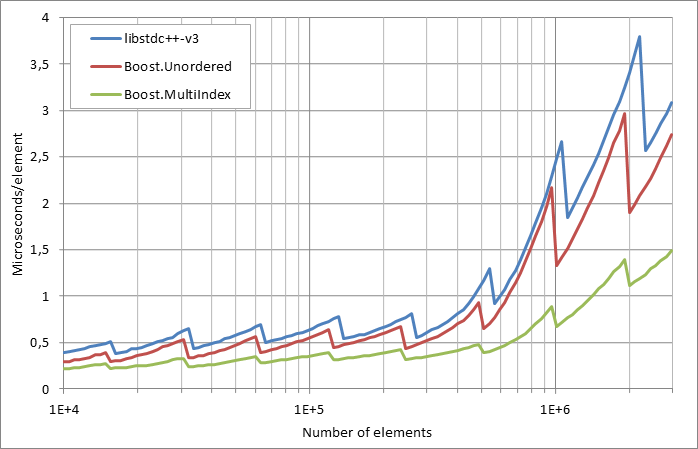 4
libstdc++-v3
3,5
Boost.Unordered
3
Boost.MultiIndex
2,5
2
1,5
1
0,5
0
Microseconds/element
1E+4
1E+5
1E+6
Number of elements